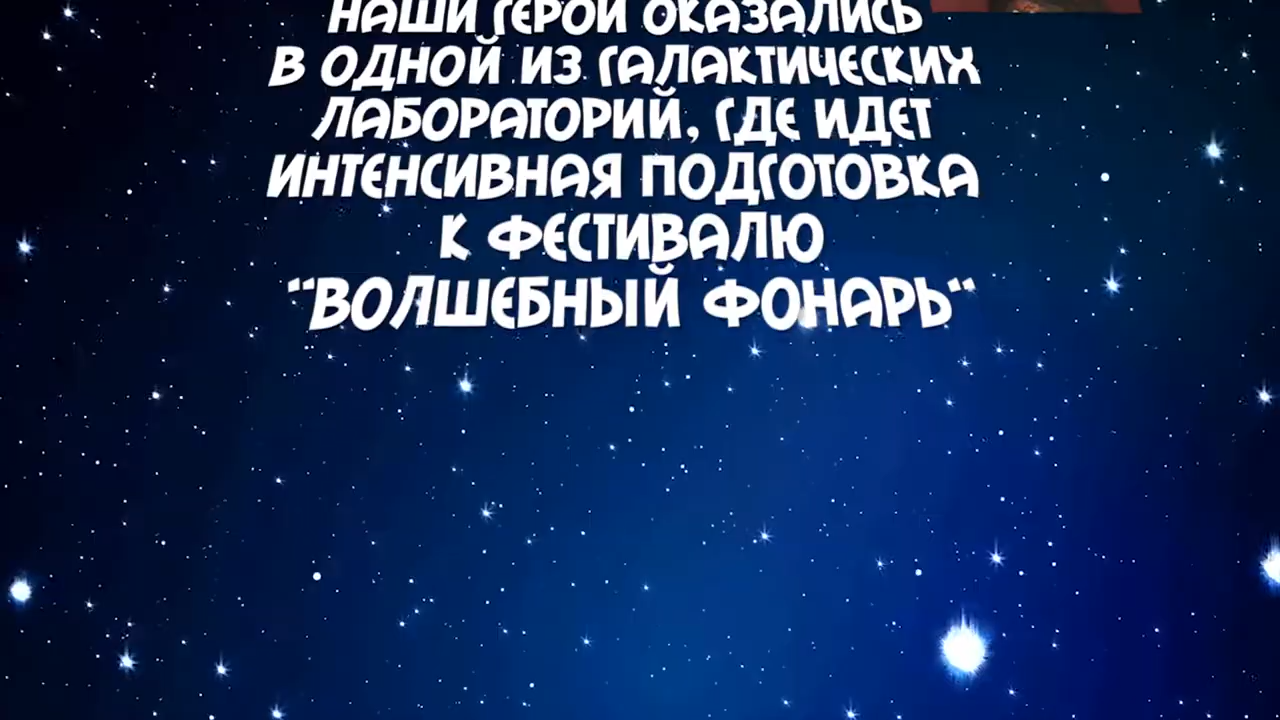 НАШИ ГЕРОИ ОКАЗАЛИСЬ
В ОДНОЙ ИЗ ГАЛАКТИЧЕСКИХ
ЛАБОРАТОРИЙ, ГДЕ ИДЕТ
ИНТЕНСИВНАЯ ПОДГОТОВКА
К ФЕСТИВАЛЮ
"ВОЛШЕБНЫЙ ФОНАРЬ"